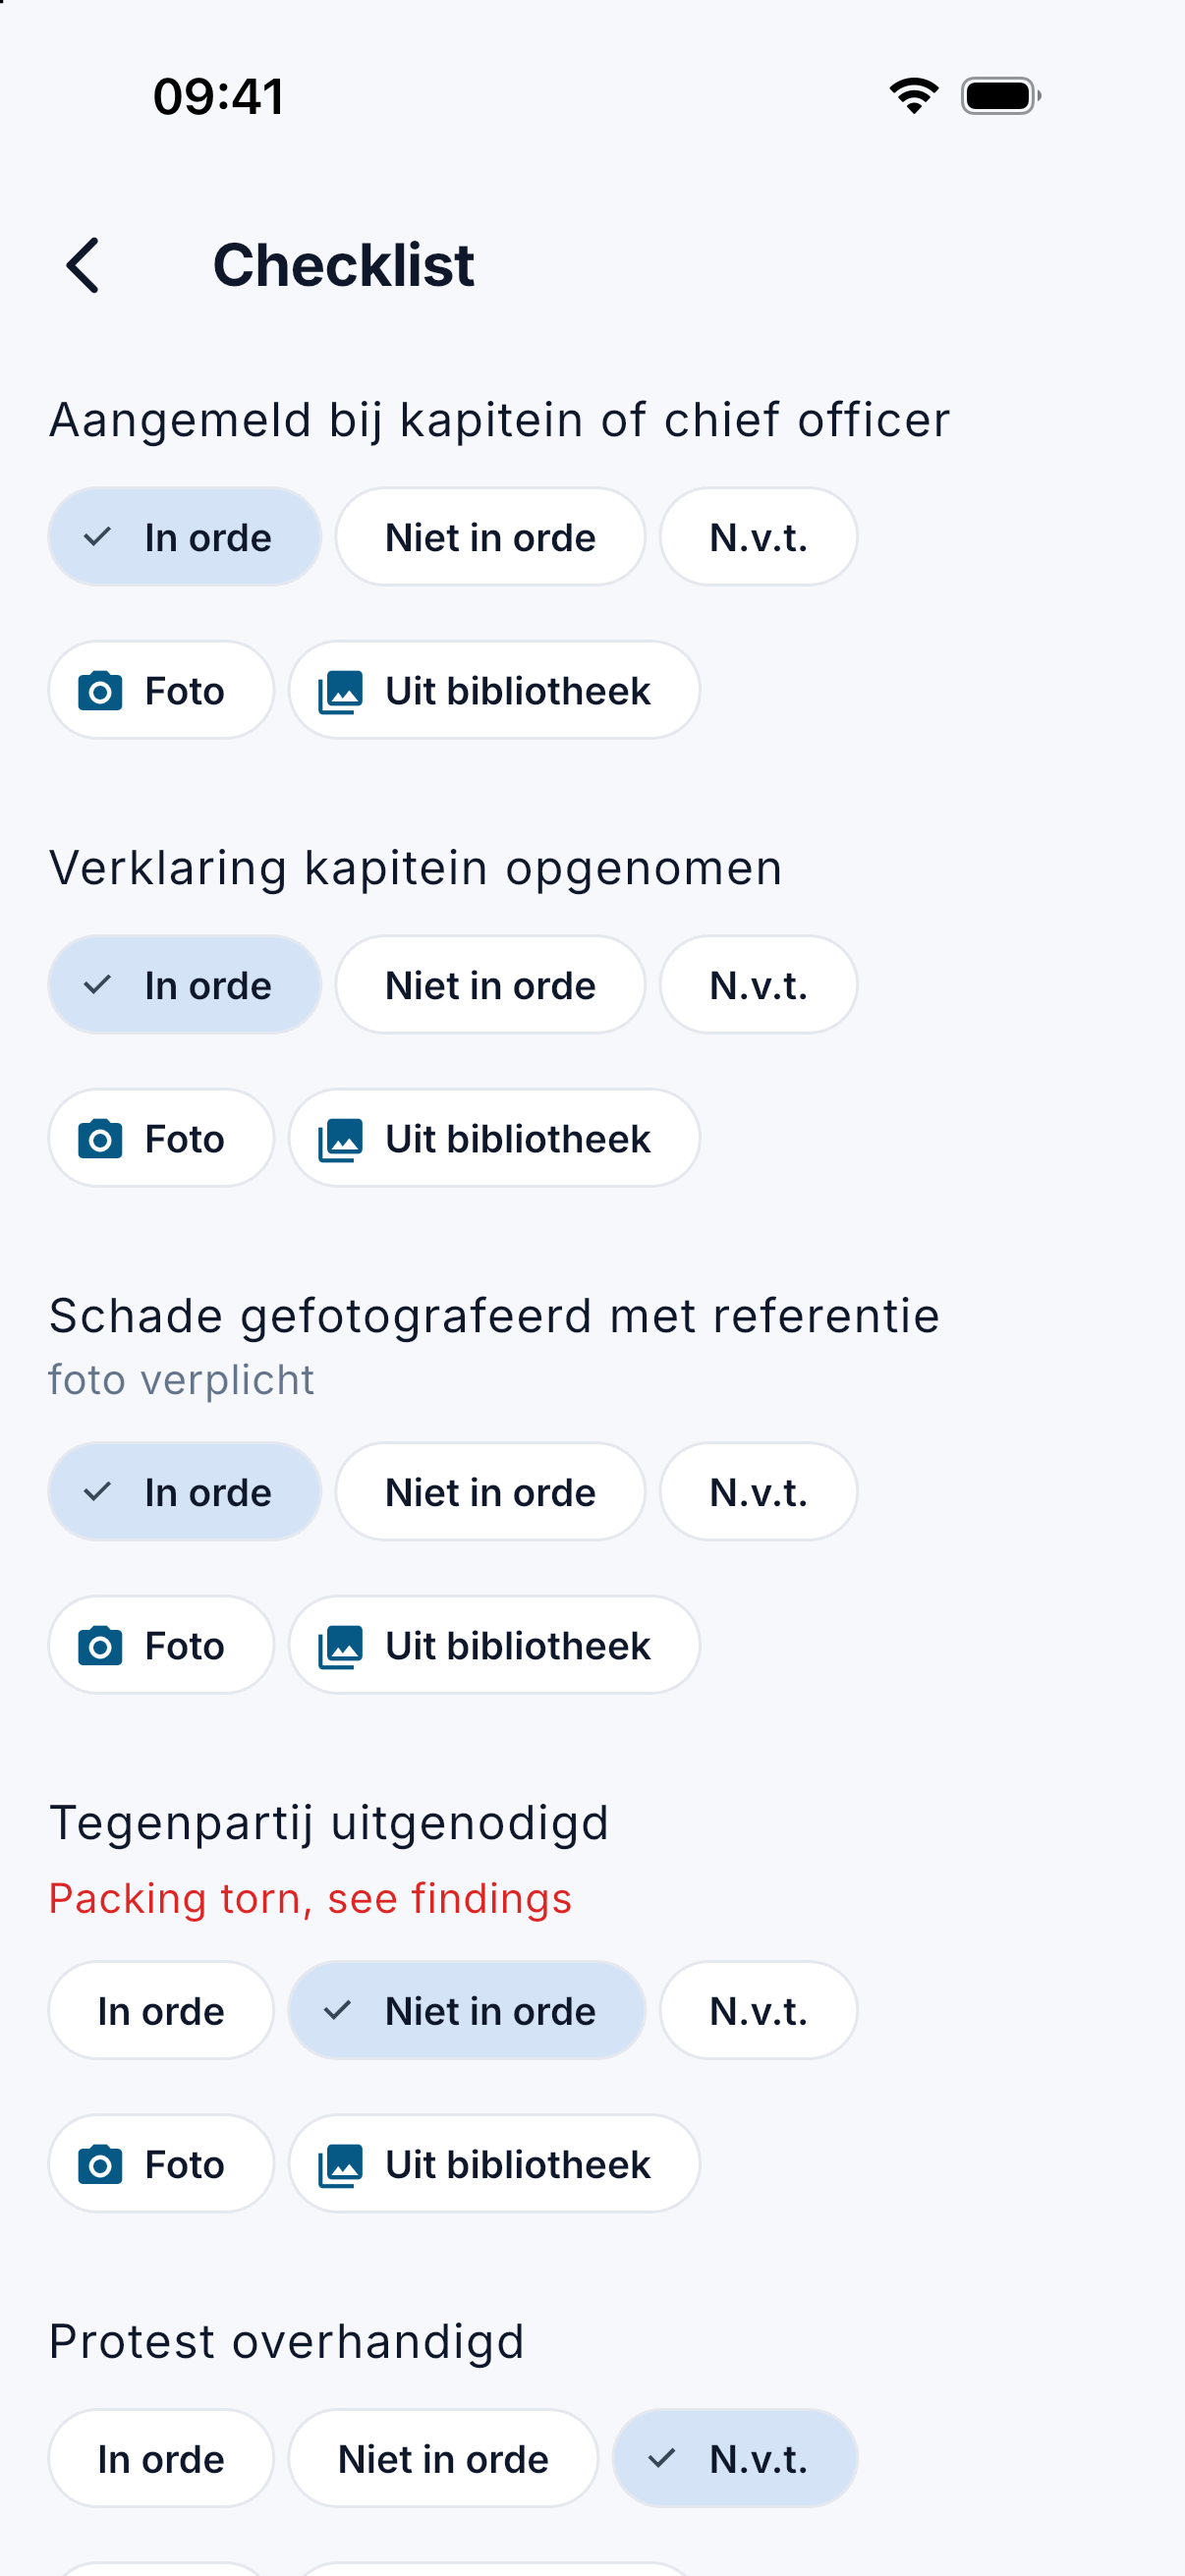 09:41
Checklist
Aangemeld bij kapitein of chief officer
In orde Niet in orde N.v.t.
Foto Uit bibliotheek
Verklaring kapitein opgenomen
In orde Niet in orde N.v.t.
Foto Uit bibliotheek
Schade gefotografeerd met referentie
foto verplicht
In orde Niet in orde N.v.t.
Foto Uit bibliotheek
Tegenpartij uitgenodigd
Packing torn, see findings
In orde Niet in orde N.v.t.
Foto Uit bibliotheek
Protest overhandigd
In orde Niet in orde N.v.t.